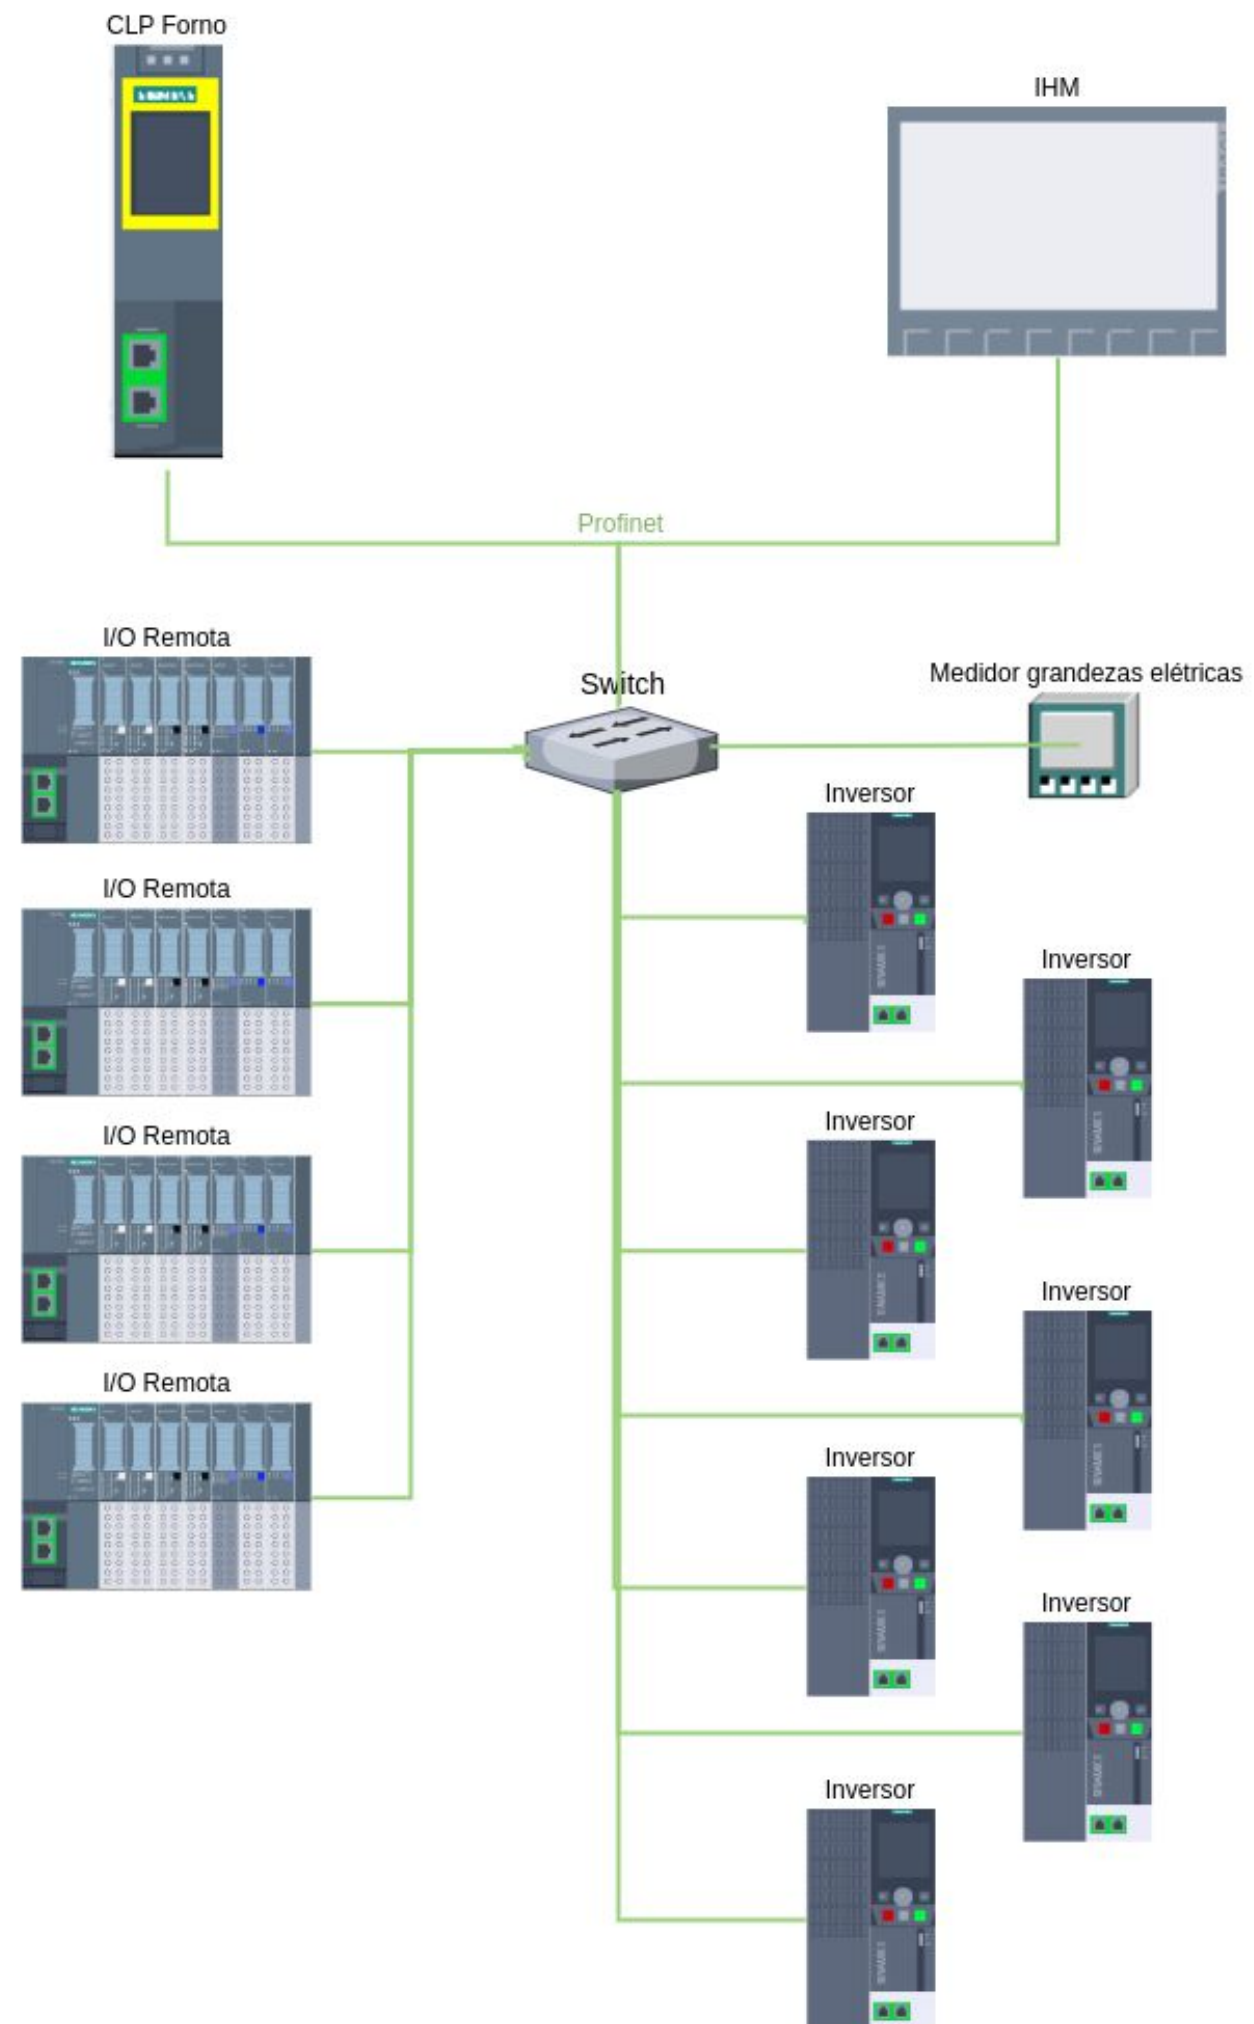 CLP Forno
SIEMENS
IHM
Profinet
I/O Remota
Switch
Medidor grandezas elétricas
Inversor
I/O Remota
Inversor
Inversor
I/O Remota
Inversor
I/O Remota
Inversor
Inversor
Inversor